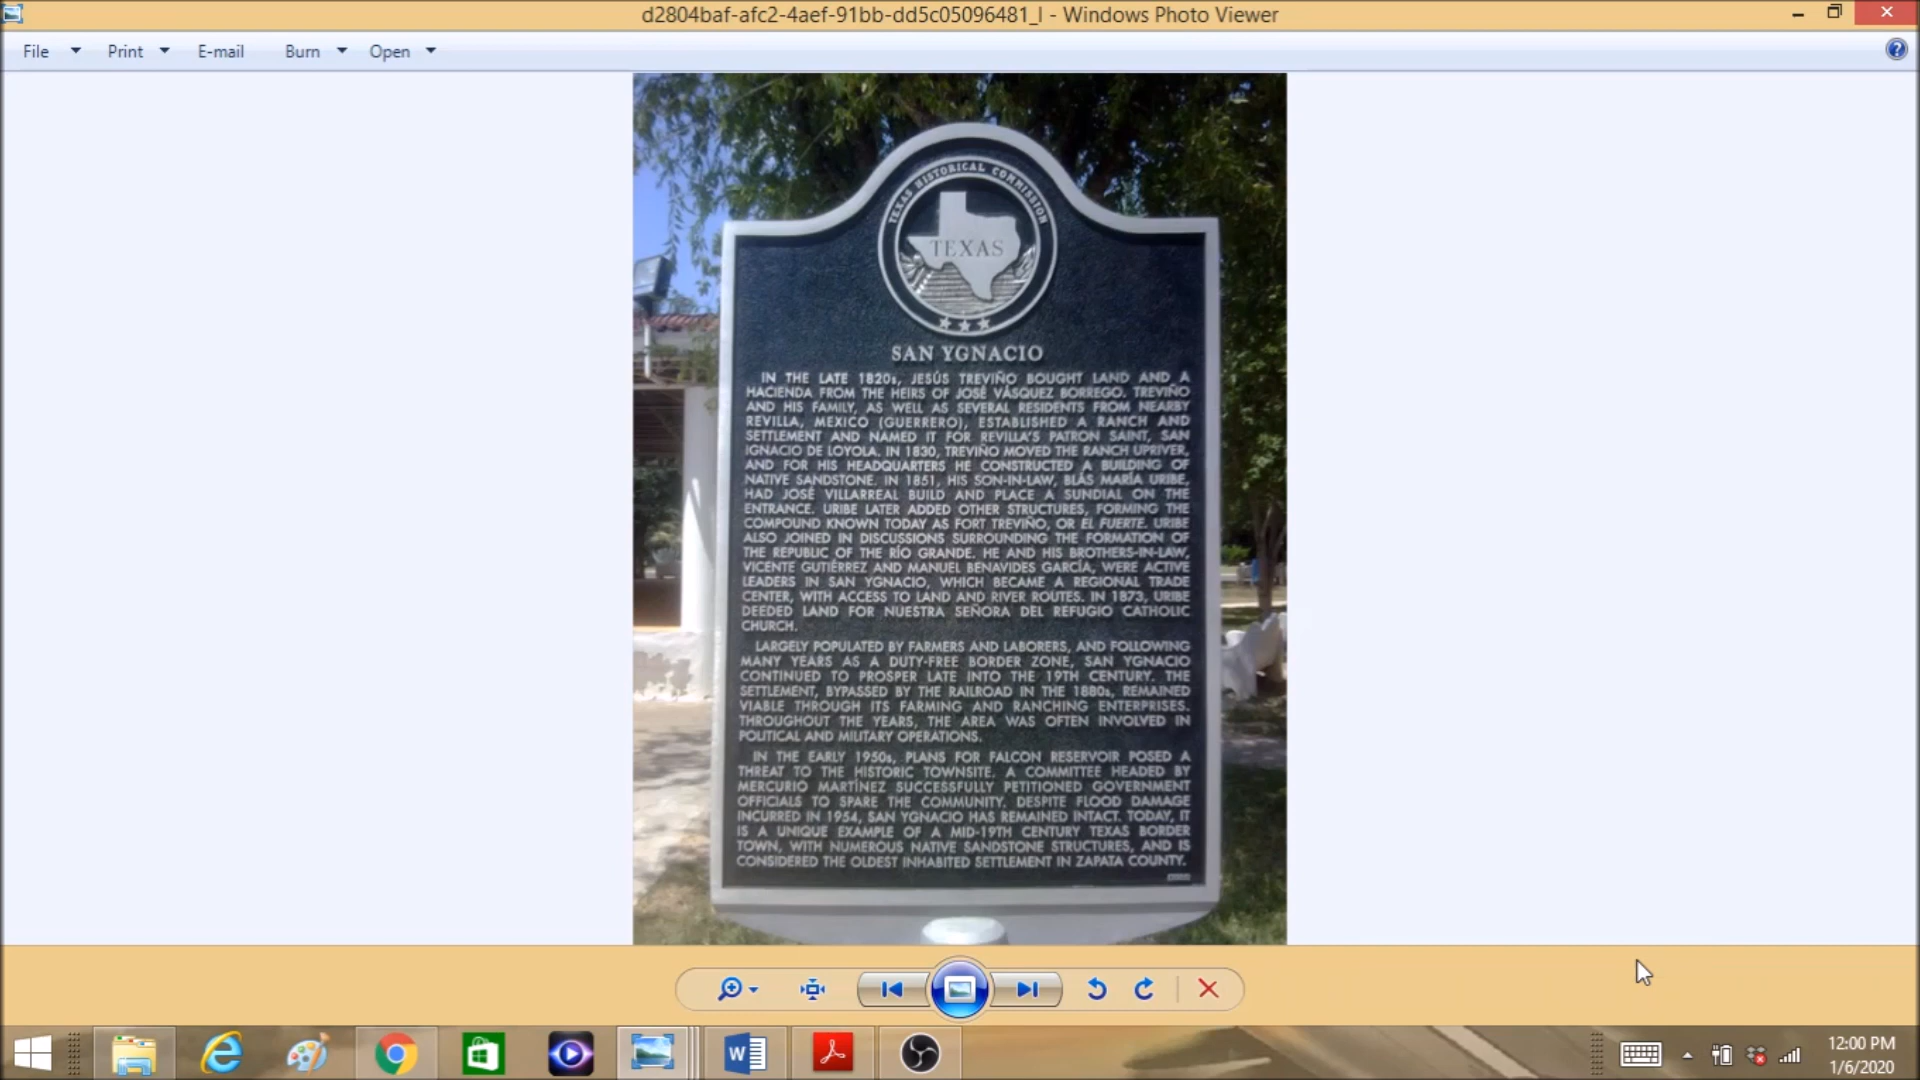 d2804baf-afc2-4aef-91bb-dd5c05096481_l - Windows Photo Viewer
File Print E-mail Burn Open
TEXAS HISTORICAL COMMISSION
TEXAS
SAN YGNACIO
IN THE LATE 1820s, JESÚS TREVIÑO BOUGHT LAND AND A
HACIENDA FROM THE HEIRS OF JOSÉ VÁSQUEZ BORREGO. TREVIÑO
AND HIS FAMILY, AS WELL AS SEVERAL RESIDENTS FROM NEARBY
REVILLA, MEXICO (GUERRERO), ESTABLISHED A RANCH AND
SETTLEMENT AND NAMED IT FOR REVILLA'S PATRON SAINT, SAN
IGNACIO DE LOYOLA. IN 1830, TREVIÑO MOVED THE RANCH UPRIVER,
AND FOR HIS HEADQUARTERS HE CONSTRUCTED A BUILDING OF
NATIVE SANDSTONE. IN 1851, HIS SON-IN-LAW, BLÁS MARÍA URIBE,
HAD JOSÉ VILLARREAL BUILD AND PLACE A SUNDIAL ON THE
ENTRANCE. URIBE LATER ADDED OTHER STRUCTURES, FORMING THE
COMPOUND KNOWN TODAY AS FORT TREVIÑO, OR EL FUERTE. URIBE
ALSO JOINED IN DISCUSSIONS SURROUNDING THE FORMATION OF
THE REPUBLIC OF THE RÍO GRANDE. HE AND HIS BROTHERS-IN-LAW,
VICENTE GUTIÉRREZ AND MANUEL BENAVIDES GARCÍA, WERE ACTIVE
LEADERS IN SAN YGNACIO, WHICH BECAME A REGIONAL TRADE
CENTER, WITH ACCESS TO LAND AND RIVER ROUTES. IN 1873, URIBE
DEEDED LAND FOR NUESTRA SEÑORA DEL REFUGIO CATHOLIC
CHURCH.
LARGELY POPULATED BY FARMERS AND LABORERS, AND FOLLOWING
MANY YEARS AS A DUTY-FREE BORDER ZONE, SAN YGNACIO
CONTINUED TO PROSPER LATE INTO THE 19TH CENTURY. THE
SETTLEMENT, BYPASSED BY THE RAILROAD IN THE 1880s, REMAINED
VIABLE THROUGH ITS FARMING AND RANCHING ENTERPRISES.
THROUGHOUT THE YEARS, THE AREA WAS OFTEN INVOLVED IN
POLITICAL AND MILITARY OPERATIONS.
IN THE EARLY 1950s, PLANS FOR FALCON RESERVOIR POSED A
THREAT TO THE HISTORIC TOWNSITE. A COMMITTEE HEADED BY
MERCURIO MARTÍNEZ SUCCESSFULLY PETITIONED GOVERNMENT
OFFICIALS TO SPARE THE COMMUNITY. DESPITE FLOOD DAMAGE
INCURRED IN 1954, SAN YGNACIO HAS REMAINED INTACT. TODAY, IT
IS A UNIQUE EXAMPLE OF A MID-19TH CENTURY TEXAS BORDER
TOWN, WITH NUMEROUS NATIVE SANDSTONE STRUCTURES, AND IS
CONSIDERED THE OLDEST INHABITED SETTLEMENT IN ZAPATA COUNTY.
12:00 PM
1/6/2020